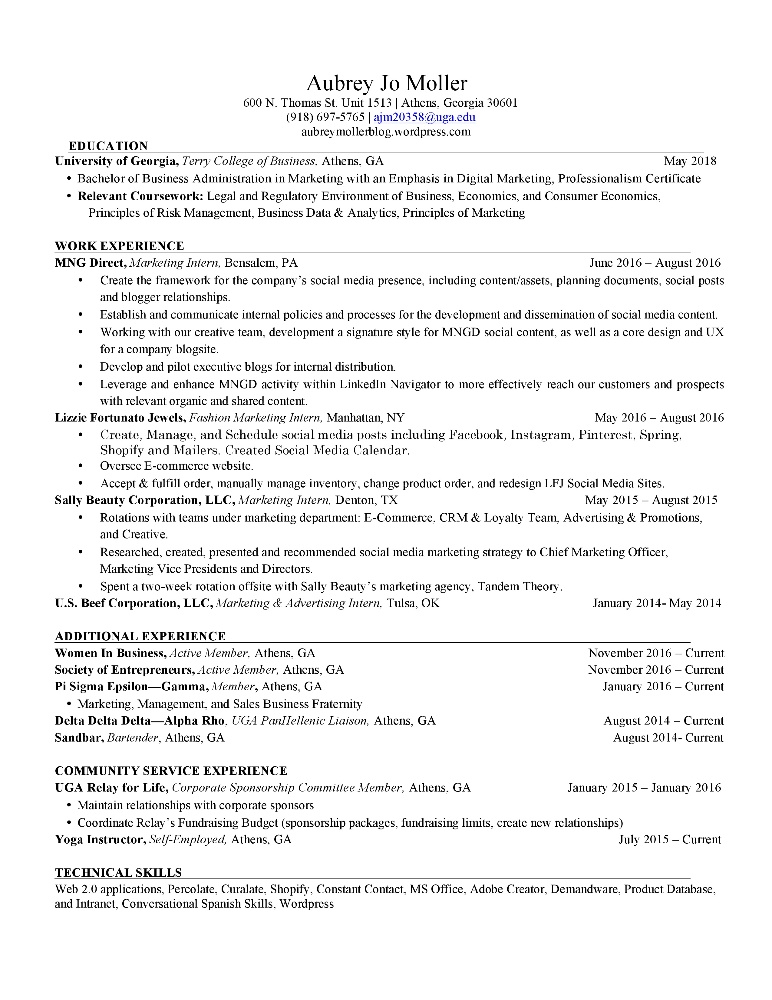 Aubrey Jo Moller
600 N. Thomas St. Unit 1513 | Athens, Georgia 30601
(918) 697-5765 | ajm20358@uga.edu
aubreymollerblog.wordpress.com
EDUCATION
University of Georgia, Terry College of Business, Athens, GA May 2018
• Bachelor of Business Administration in Marketing with an Emphasis in Digital Marketing, Professionalism Certificate
• Relevant Coursework: Legal and Regulatory Environment of Business, Economics, and Consumer Economics,
Principles of Risk Management, Business Data & Analytics, Principles of Marketing
WORK EXPERIENCE
MNG Direct, Marketing Intern, Bensalem, PA June 2016 – August 2016
• Create the framework for the company's social media presence, including content/assets, planning documents, social posts
and blogger relationships.
• Establish and communicate internal policies and processes for the development and dissemination of social media content.
• Working with our creative team, development a signature style for MNGD social content, as well as a core design and UX
for a company blogsite.
• Develop and pilot executive blogs for internal distribution.
• Leverage and enhance MNGD activity within LinkedIn Navigator to more effectively reach our customers and prospects
with relevant organic and shared content.
Lizzie Fortunato Jewels, Fashion Marketing Intern, Manhattan, NY May 2016 – August 2016
• Create, Manage, and Schedule social media posts including Facebook, Instagram, Pinterest, Spring,
Shopify and Mailers. Created Social Media Calendar.
• Oversee E-commerce website.
• Accept & fulfill order, manually manage inventory, change product order, and redesign LFJ Social Media Sites.
Sally Beauty Corporation, LLC, Marketing Intern, Denton, TX May 2015 – August 2015
• Rotations with teams under marketing department: E-Commerce, CRM & Loyalty Team, Advertising & Promotions,
and Creative.
• Researched, created, presented and recommended social media marketing strategy to Chief Marketing Officer,
Marketing Vice Presidents and Directors.
• Spent a two-week rotation offsite with Sally Beauty's marketing agency, Tandem Theory.
U.S. Beef Corporation, LLC, Marketing & Advertising Intern, Tulsa, OK January 2014- May 2014
ADDITIONAL EXPERIENCE
Women In Business, Active Member, Athens, GA November 2016 – Current
Society of Entrepreneurs, Active Member, Athens, GA November 2016 – Current
Pi Sigma Epsilon—Gamma, Member, Athens, GA January 2016 – Current
• Marketing, Management, and Sales Business Fraternity
Delta Delta Delta—Alpha Rho, UGA PanHellenic Liaison, Athens, GA August 2014 – Current
Sandbar, Bartender, Athens, GA August 2014- Current
COMMUNITY SERVICE EXPERIENCE
UGA Relay for Life, Corporate Sponsorship Committee Member, Athens, GA January 2015 – January 2016
• Maintain relationships with corporate sponsors
• Coordinate Relay's Fundraising Budget (sponsorship packages, fundraising limits, create new relationships)
Yoga Instructor, Self-Employed, Athens, GA July 2015 – Current
TECHNICAL SKILLS
Web 2.0 applications, Percolate, Curalate, Shopify, Constant Contact, MS Office, Adobe Creator, Demandware, Product Database,
and Intranet, Conversational Spanish Skills, Wordpress